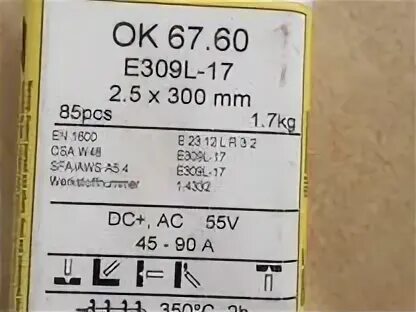 OK 67.60
E309L-17
2.5 x 300 mm
85pcs 1.7kg
EN 1600 E 23 12 L R 3 2
CSA W48 E309L-17
SFA/AWS A5.4 E309L-17
Werkstoffnummer 1.4332
DC+, AC 55V
45 - 90 A
350°C 2h